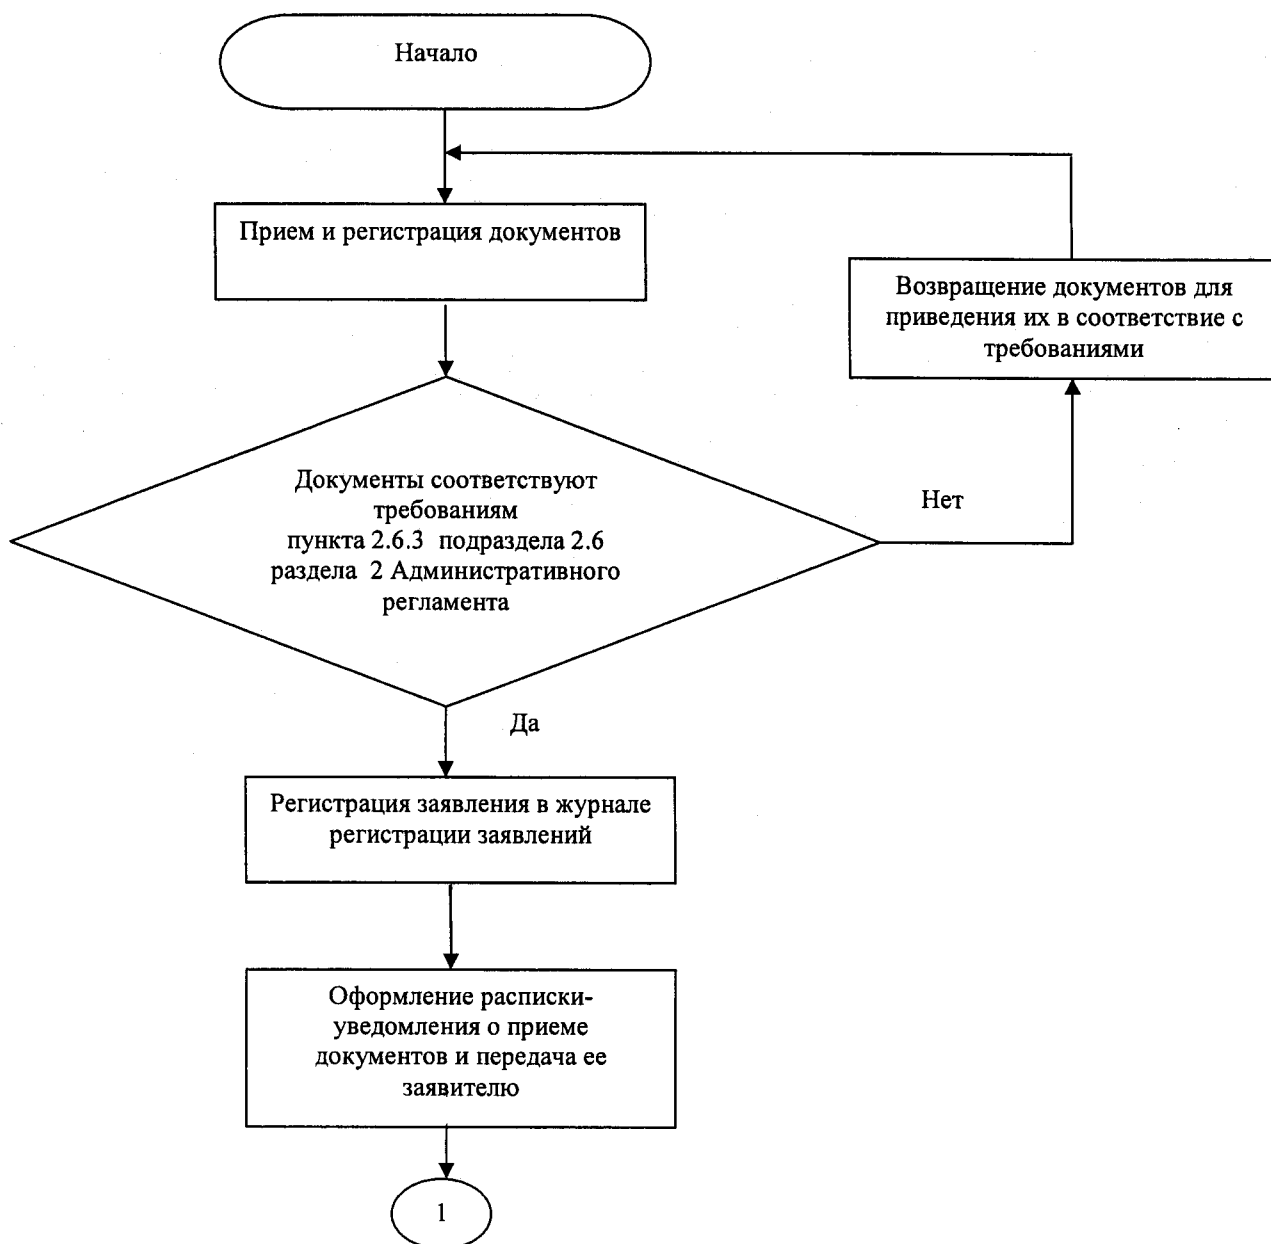 Начало
Прием и регистрация документов
Возвращение документов для
приведения их в соответствие с
требованиями
Документы соответствуют
требованиям
пункта 2.6.3 подраздела 2.6
раздела 2 Административного
регламента
Нет
Да
Регистрация заявления в журнале
регистрации заявлений
Оформление расписки-
уведомления о приеме
документов и передача ее
заявителю
1